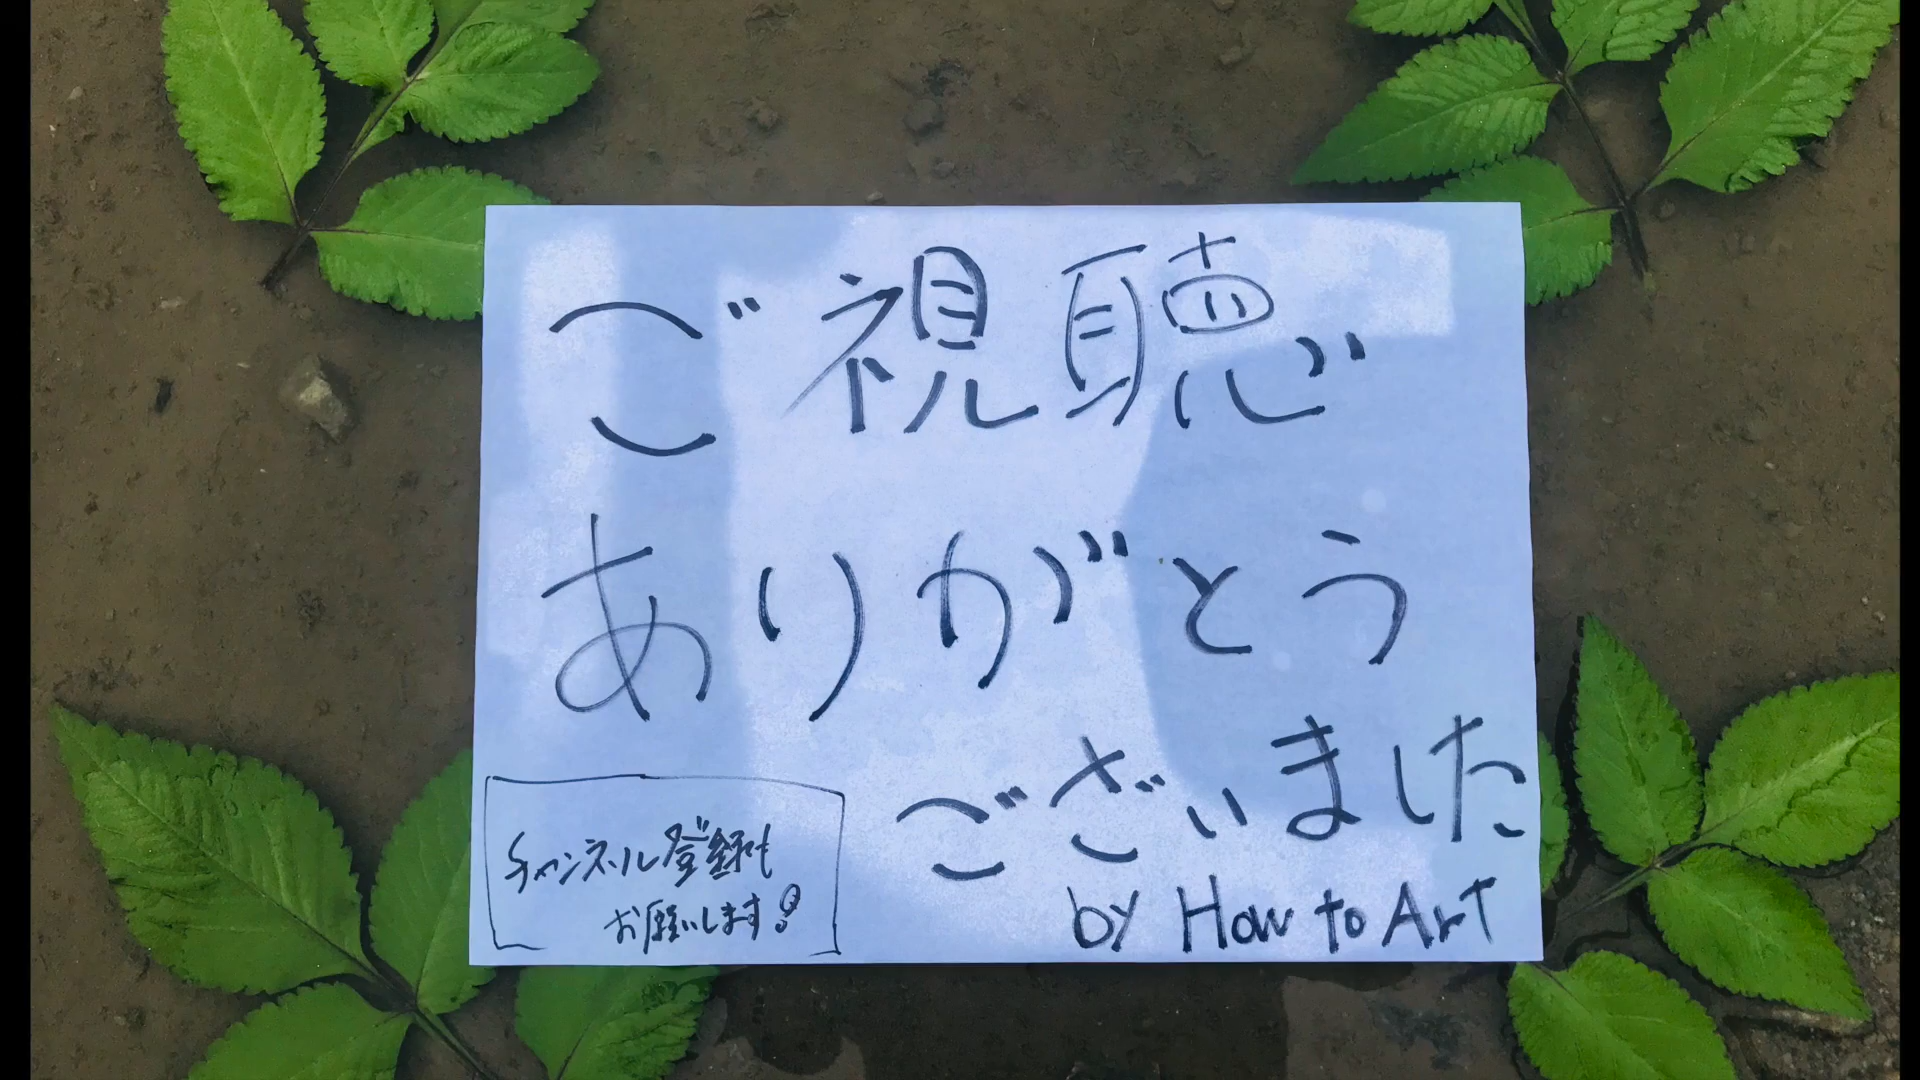 ご視聴
ありがとう
ございました
by How to Art
チャンネル登録も
お願いします!